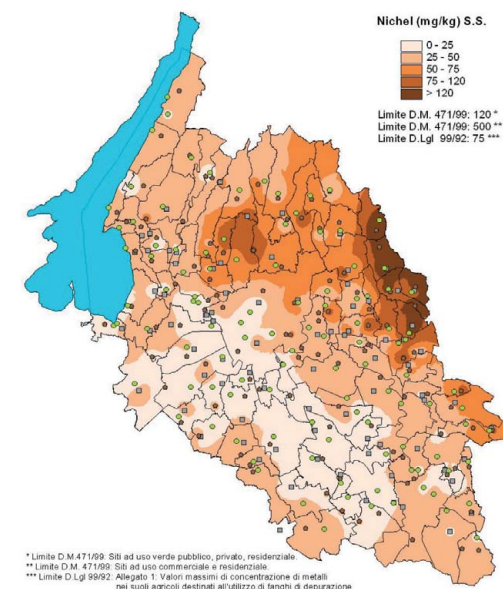 Nichel (mg/kg) S.S.
0 - 25
25 - 50
50 - 75
75 - 120
> 120
Limite D.M. 471/99: 120 *
Limite D.M. 471/99: 500 **
Limite D.Lgl 99/92: 75 ***
* Limite D.M.471/99: Siti ad uso verde pubblico, privato, residenziale.
** Limite D.M. 471/99: Siti ad uso commerciale e residenziale.
*** Limite D.Lgl 99/92: Allegato 1: Valori massimi di concentrazione di metalli
nei suoli agricoli destinati all'utilizzo di fanghi di depurazione